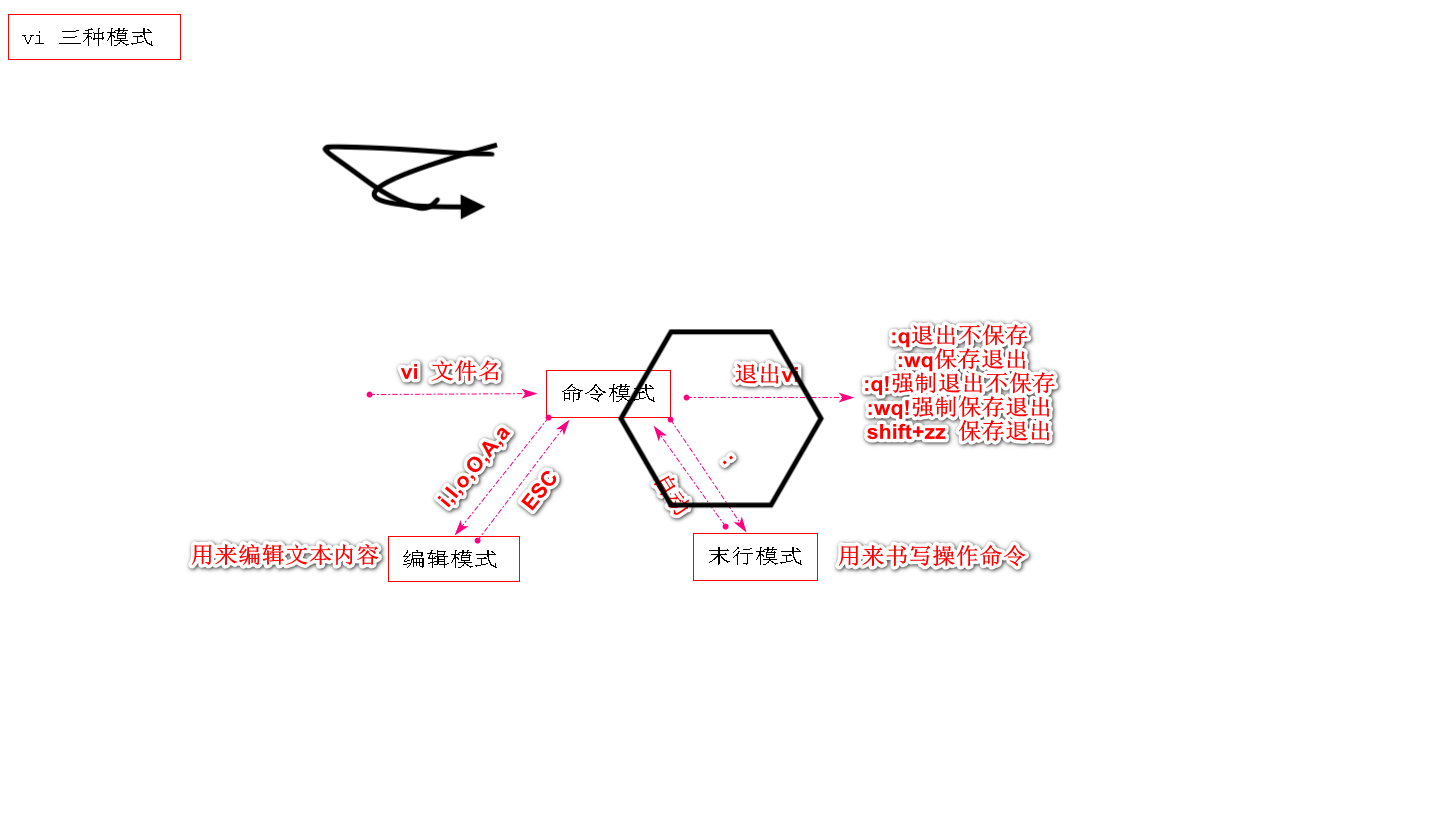 vi 三种模式
vi 文件名
命令模式
退出vi
:q退出不保存
:wq保存退出
:q!强制退出不保存
:wq!强制保存退出
shift+zz 保存退出
i,I,o,O,A,a
ESC
自动
:
用来编辑文本内容
编辑模式
末行模式
用来书写操作命令